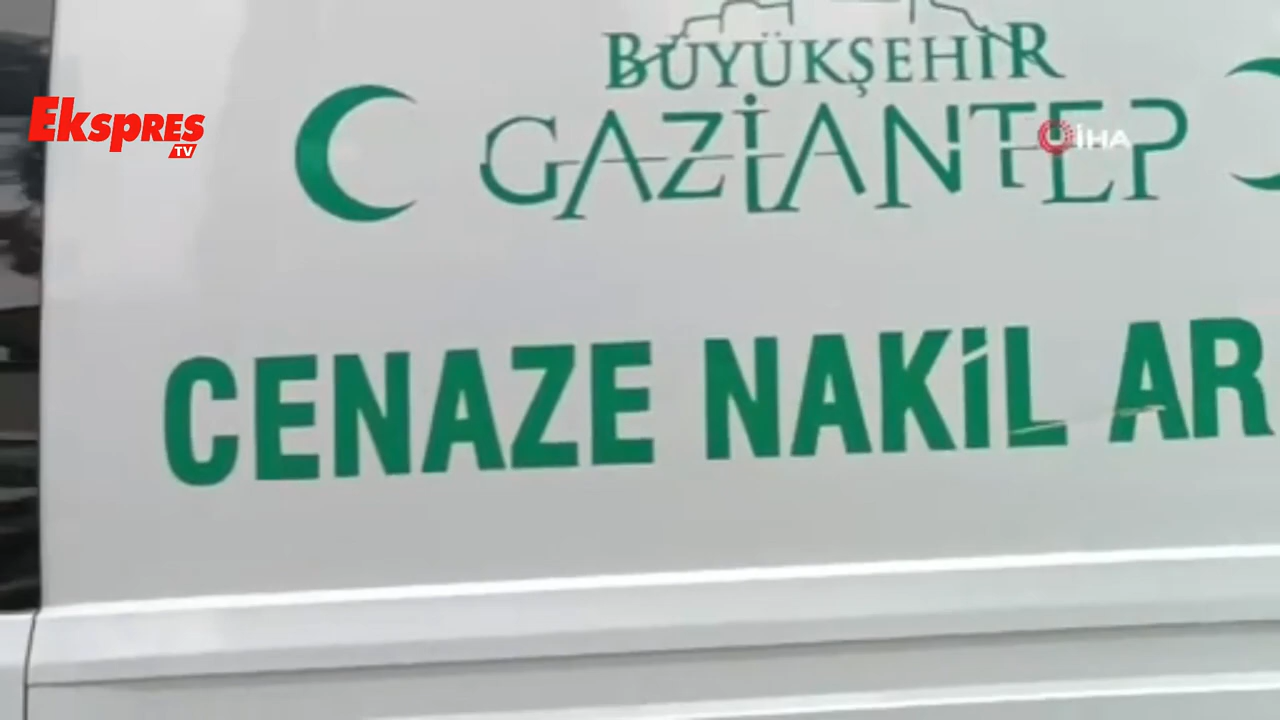 BÜYÜKŞEHİR
GAZİANTEP
Ekspres
TV
İHA
CENAZE NAKİL AR